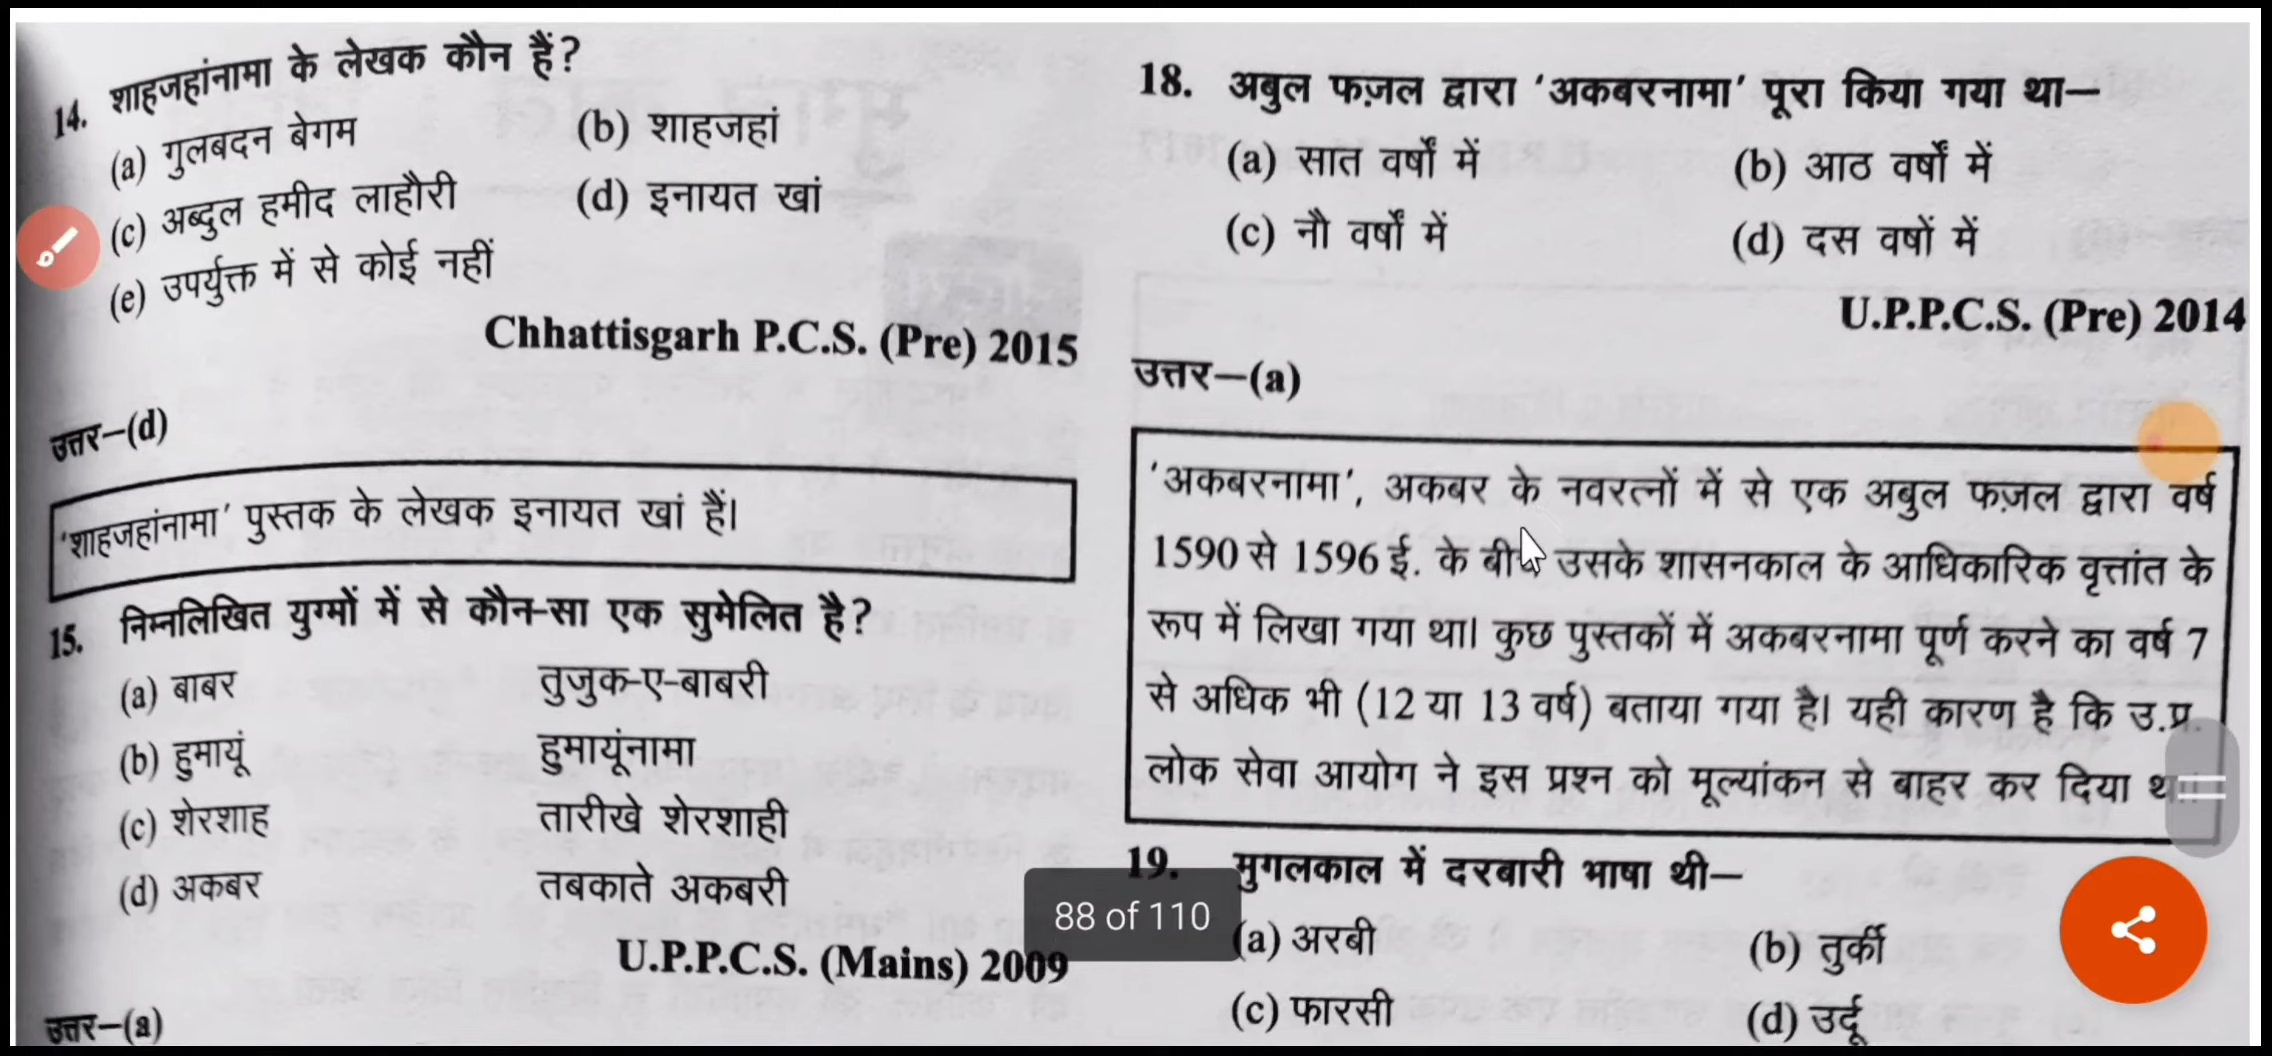 14. शाहजहांनामा के लेखक कौन हैं?
(a) गुलबदन बेगम (b) शाहजहां
(c) अब्दुल हमीद लाहौरी (d) इनायत खां
(e) उपर्युक्त में से कोई नहीं
Chhattisgarh P.C.S. (Pre) 2015
उत्तर–(d)
'शाहजहांनामा' पुस्तक के लेखक इनायत खां हैं।
15. निम्नलिखित युग्मों में से कौन-सा एक सुमेलित है?
(a) बाबर तुजुक-ए-बाबरी
(b) हुमायूं हुमायूंनामा
(c) शेरशाह तारीखे शेरशाही
(d) अकबर तबकाते अकबरी
U.P.P.C.S. (Mains) 2009
उत्तर–(a)
18. अबुल फज़ल द्वारा 'अकबरनामा' पूरा किया गया था–
(a) सात वर्षों में (b) आठ वर्षों में
(c) नौ वर्षों में (d) दस वर्षो में
U.P.P.C.S. (Pre) 2014
उत्तर–(a)
'अकबरनामा', अकबर के नवरत्नों में से एक अबुल फज़ल द्वारा वर्ष
1590 से 1596 ई. के उसके शासनकाल के आधिकारिक वृत्तांत के
रूप में लिखा गया था। कुछ पुस्तकों में अकबरनामा पूर्ण करने का वर्ष 7
से अधिक भी (12 या 13 वर्ष) बताया गया है। यही कारण है कि उ.प्र.
लोक सेवा आयोग ने इस प्रश्न को मूल्यांकन से बाहर कर दिया
19. मुगलकाल में दरबारी भाषा थी–
(a) अरबी (b) तुर्की
(c) फारसी (d) उर्दू
88 of 110